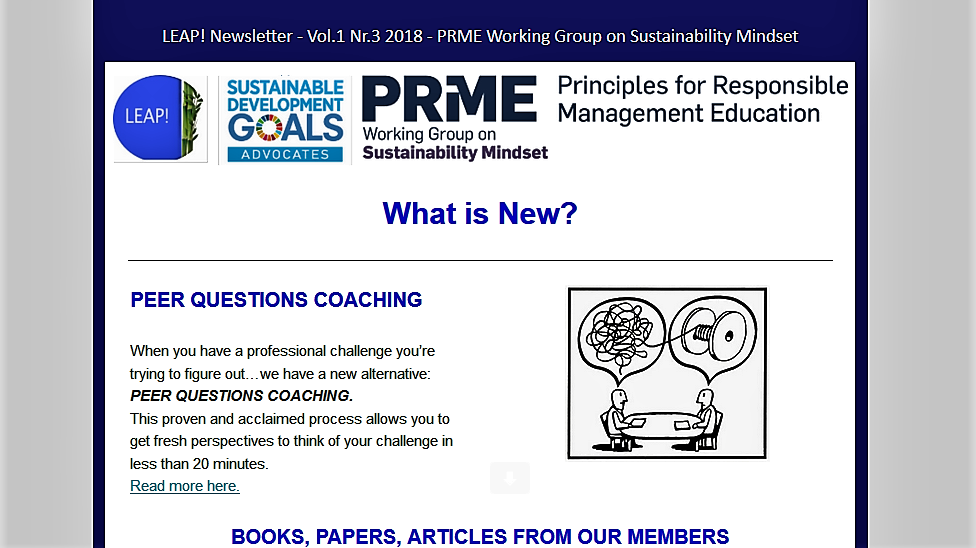 LEAP! Newsletter - Vol.1 Nr.3 2018 - PRME Working Group on Sustainability Mindset
LEAP!
SUSTAINABLE
DEVELOPMENT
GOALS
ADVOCATES
PRME
Working Group on
Sustainability Mindset
Principles for Responsible
Management Education
What is New?
PEER QUESTIONS COACHING
When you have a professional challenge you're
trying to figure out…we have a new alternative:
PEER QUESTIONS COACHING.
This proven and acclaimed process allows you to
get fresh perspectives to think of your challenge in
less than 20 minutes.
Read more here.
BOOKS, PAPERS, ARTICLES FROM OUR MEMBERS